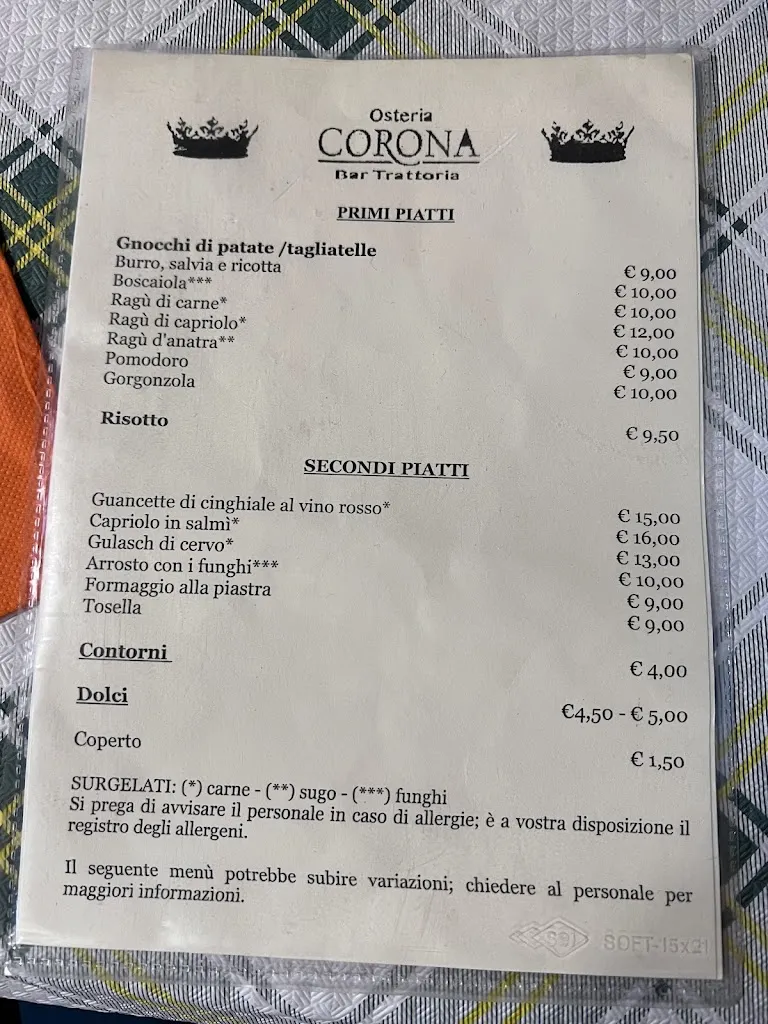 Osteria
CORONA
Bar Trattoria
PRIMI PIATTI
Gnocchi di patate /tagliatelle
Burro, salvia e ricotta € 9,00
Boscaiola*** € 10,00
Ragù di carne* € 10,00
Ragù di capriolo* € 12,00
Ragù d'anatra** € 10,00
Pomodoro € 9,00
Gorgonzola € 10,00
Risotto € 9,50
SECONDI PIATTI
Guancette di cinghiale al vino rosso* € 15,00
Capriolo in salmì* € 16,00
Gulasch di cervo* € 13,00
Arrosto con i funghi*** € 10,00
Formaggio alla piastra € 9,00
Tosella € 9,00
Contorni € 4,00
Dolci €4,50 - € 5,00
Coperto € 1,50
SURGELATI: (*) carne - (**) sugo - (***) funghi
Si prega di avvisare il personale in caso di allergie; è a vostra disposizione il
registro degli allergeni.
Il seguente menù potrebbe subire variazioni; chiedere al personale per
maggiori informazioni.
SOFT-15x21